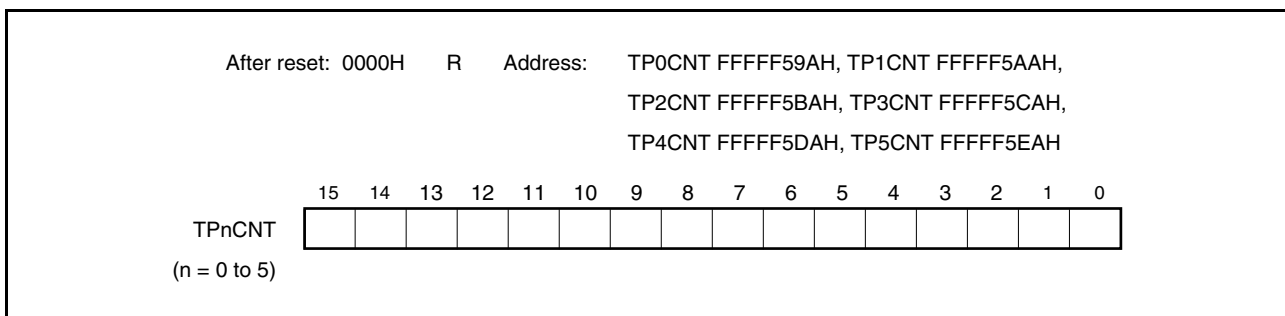 After reset: 0000H R Address: TP0CNT FFFFF59AH, TP1CNT FFFFF5AAH,
TP2CNT FFFFF5BAH, TP3CNT FFFFF5CAH,
TP4CNT FFFFF5DAH, TP5CNT FFFFF5EAH
15 14 13 12 11 10 9 8 7 6 5 4 3 2 1 0
TPnCNT
(n = 0 to 5)